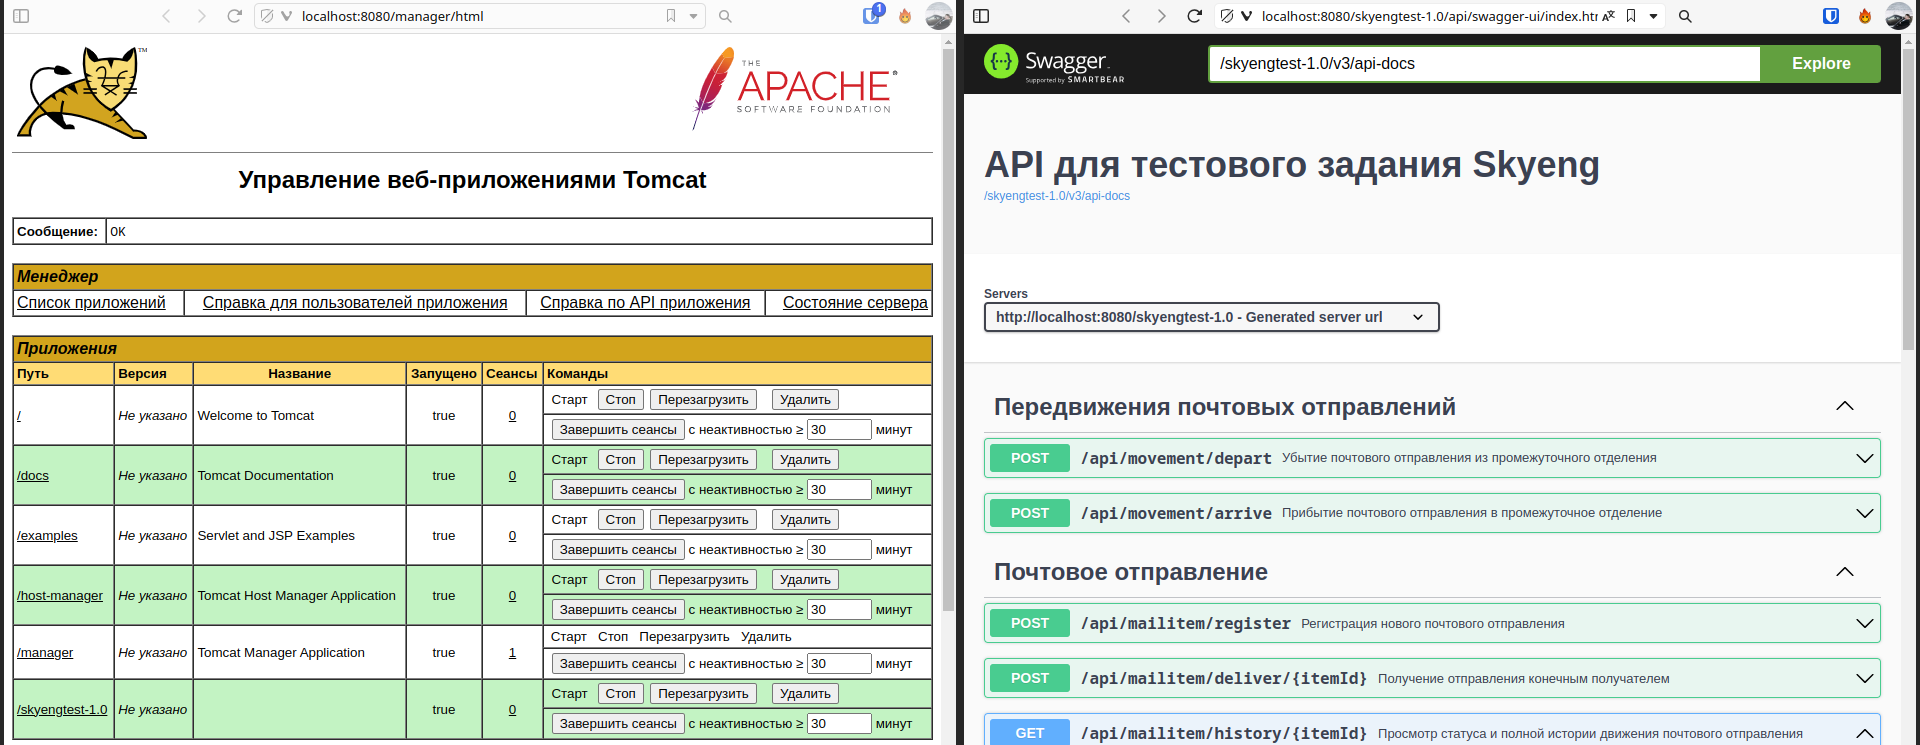 localhost:8080/manager/html
1
TM
THE
APACHE®
SOFTWARE FOUNDATION
Управление веб-приложениями Tomcat
Сообщение: OK
Менеджер
Список приложений Справка для пользователей приложения Справка по API приложения Состояние сервера
Приложения
Путь Версия Название Запущено Сеансы Команды
/ Не указано Welcome to Tomcat true 0 Старт Стоп Перезагрузить Удалить
Завершить сеансы с неактивностью ≥ 30 минут
/docs Не указано Tomcat Documentation true 0 Старт Стоп Перезагрузить Удалить
Завершить сеансы с неактивностью ≥ 30 минут
/examples Не указано Servlet and JSP Examples true 0 Старт Стоп Перезагрузить Удалить
Завершить сеансы с неактивностью ≥ 30 минут
/host-manager Не указано Tomcat Host Manager Application true 0 Старт Стоп Перезагрузить Удалить
Завершить сеансы с неактивностью ≥ 30 минут
/manager Не указано Tomcat Manager Application true 1 Старт Стоп Перезагрузить Удалить
Завершить сеансы с неактивностью ≥ 30 минут
/skyengtest-1.0 Не указано true 0 Старт Стоп Перезагрузить Удалить
Завершить сеансы с неактивностью ≥ 30 минут
localhost:8080/skyengtest-1.0/api/swagger-ui/index.htm
Swagger
Supported by SMARTBEAR
/skyengtest-1.0/v3/api-docs Explore
API для тестового задания Skyeng
/skyengtest-1.0/v3/api-docs
Servers
http://localhost:8080/skyengtest-1.0 - Generated server url
Передвижения почтовых отправлений
POST /api/movement/depart Убытие почтового отправления из промежуточного отделения
POST /api/movement/arrive Прибытие почтового отправления в промежуточное отделение
Почтовое отправление
POST /api/mailitem/register Регистрация нового почтового отправления
POST /api/mailitem/deliver/{itemId} Получение отправления конечным получателем
GET /api/mailitem/history/{itemId} Просмотр статуса и полной истории движения почтового отправления